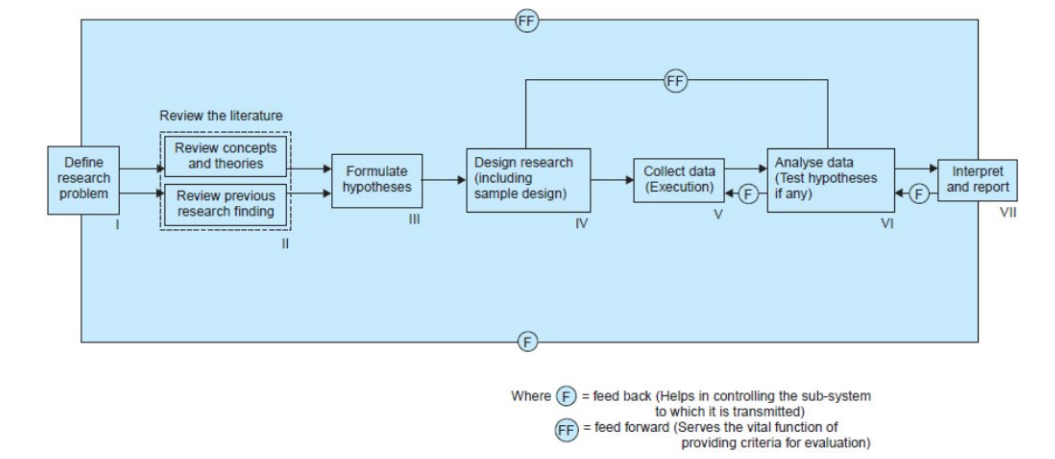 FF
FF
Review the literature
Define
research
problem
I
Review concepts
and theories
Review previous
research finding
II
Formulate
hypotheses
III
Design research
(including
sample design)
IV
Collect data
(Execution)
V
F
Analyse data
(Test hypotheses
if any)
VI
F
Interpret
and report
VII
F
Where F = feed back (Helps in controlling the sub-system
to which it is transmitted)
FF = feed forward (Serves the vital function of
providing criteria for evaluation)